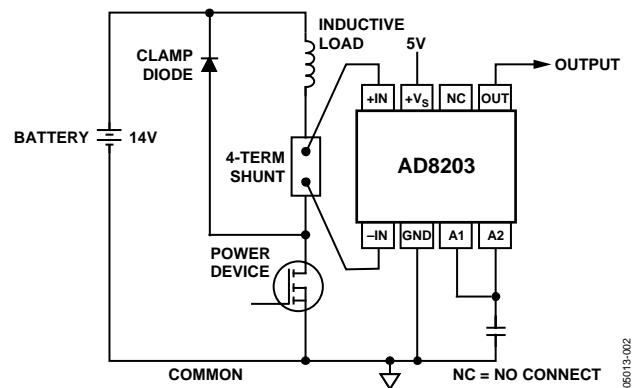 INDUCTIVE
LOAD
CLAMP
DIODE
5V
OUTPUT
+IN
+VS
NC
OUT
BATTERY
14V
4-TERM
SHUNT
AD8203
–IN
GND
A1
A2
POWER
DEVICE
COMMON
NC = NO CONNECT
05013-002